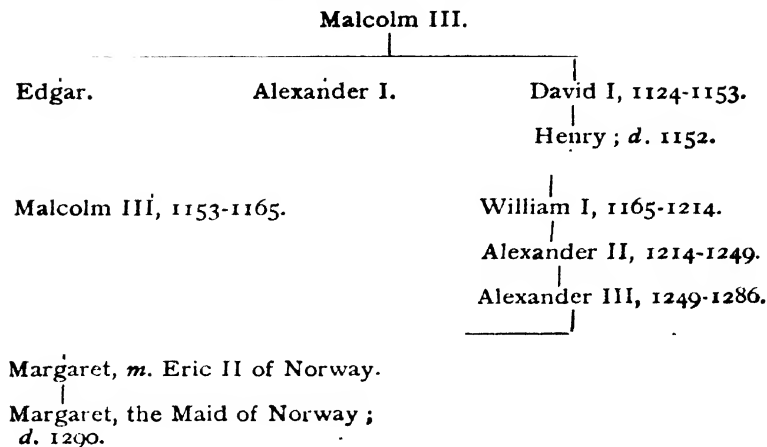 Malcolm III.
Edgar. Alexander I. David I, 1124-1153.
Henry ; d. 1152.
Malcolm III, 1153-1165. William I, 1165-1214.
Alexander II, 1214-1249.
Alexander III, 1249-1286.
Margaret, m. Eric II of Norway.
Margaret, the Maid of Norway ;
d. 1290.